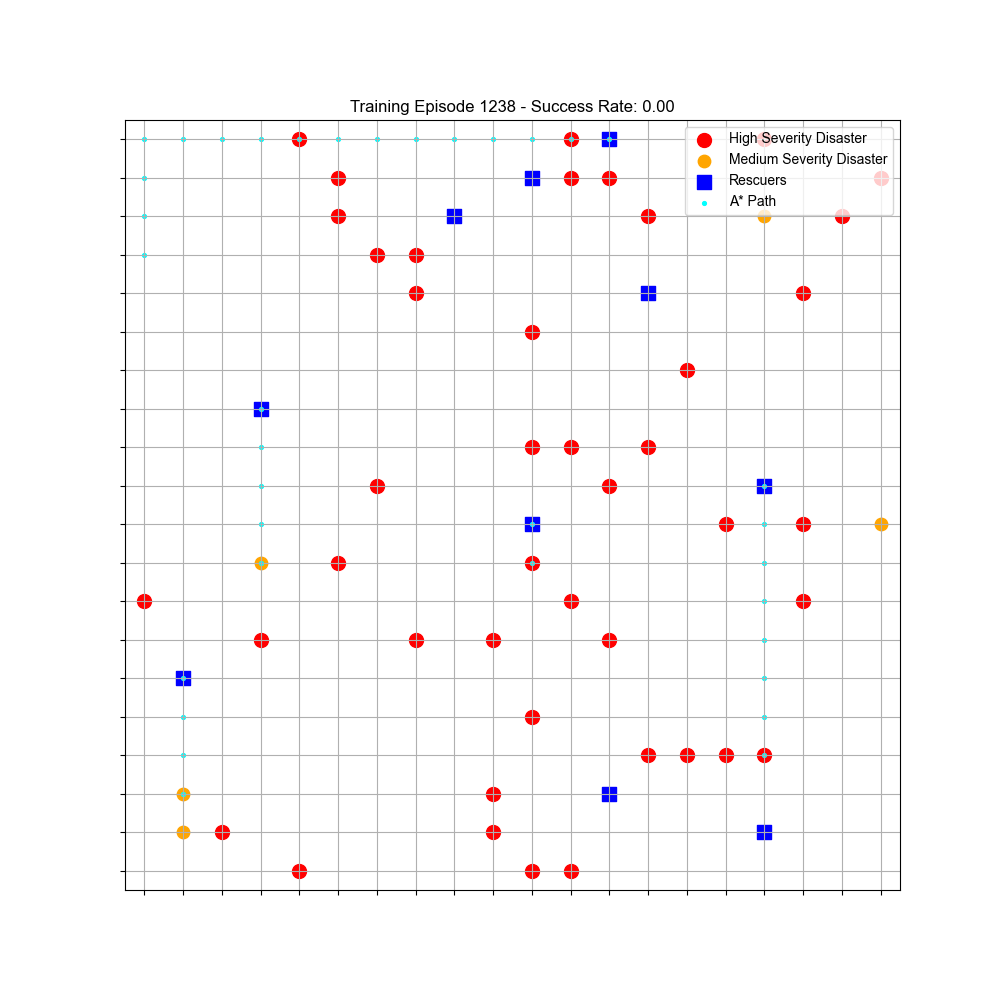 Training Episode 1238 - Success Rate: 0.00
High Severity Disaster
Medium Severity Disaster
Rescuers
A* Path